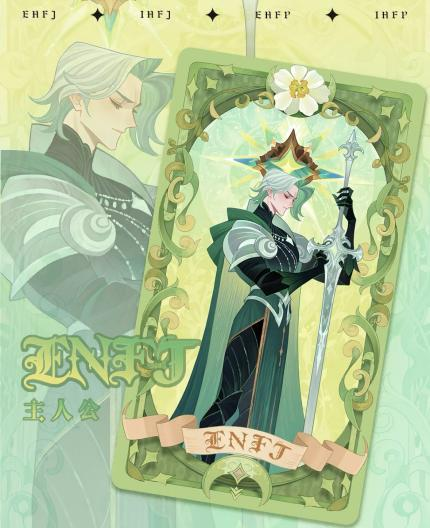 ENFJ ✦ INFJ ✦ ENFP ✦ INFP
ENFJ
主人公
ENFJ